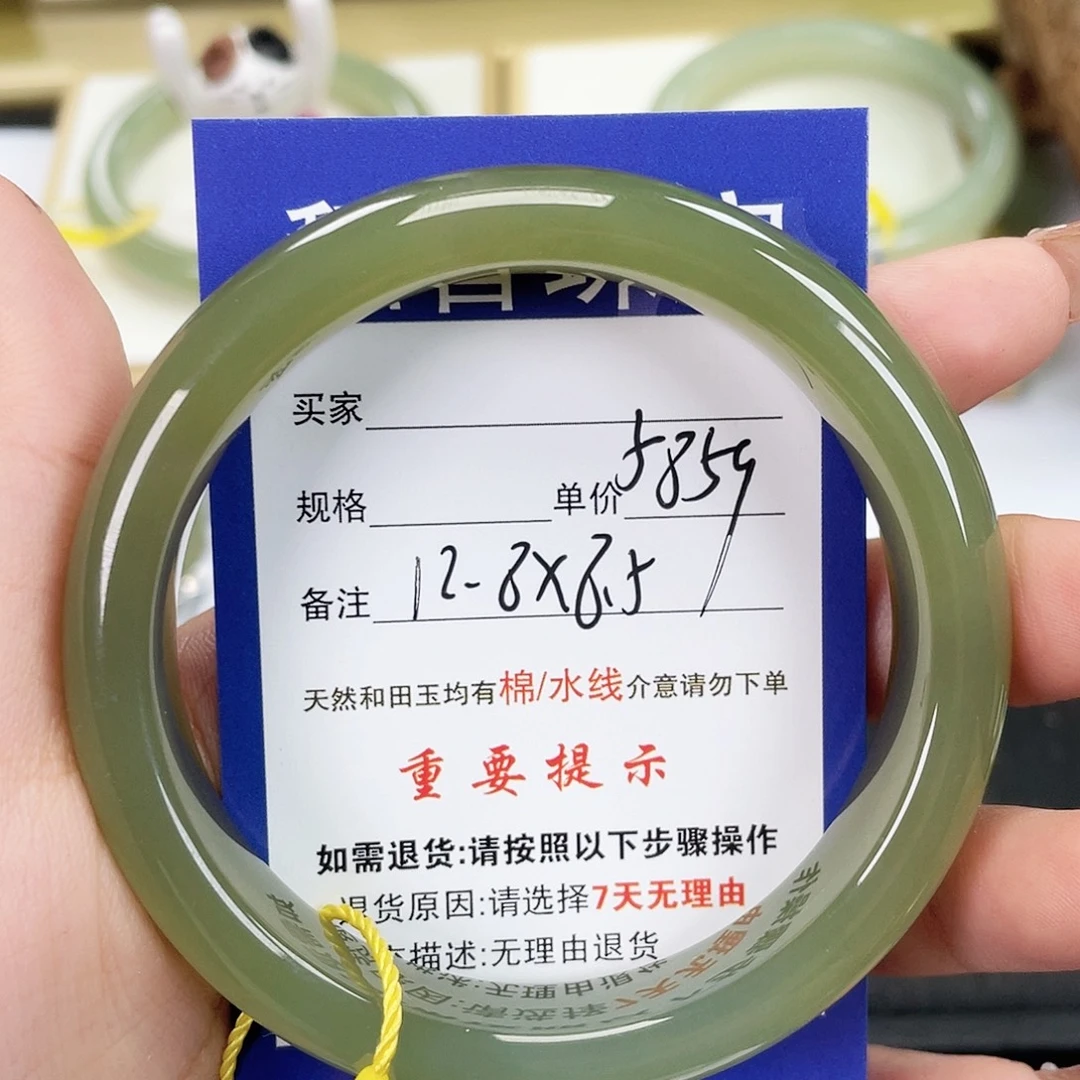 买家
规格 单价 5859
备注 12-8X8.5
天然和田玉均有棉/水线介意请勿下单
重要提示
如需退货:请按照以下步骤操作
退货原因:请选择7天无理由
描述:无理由退货